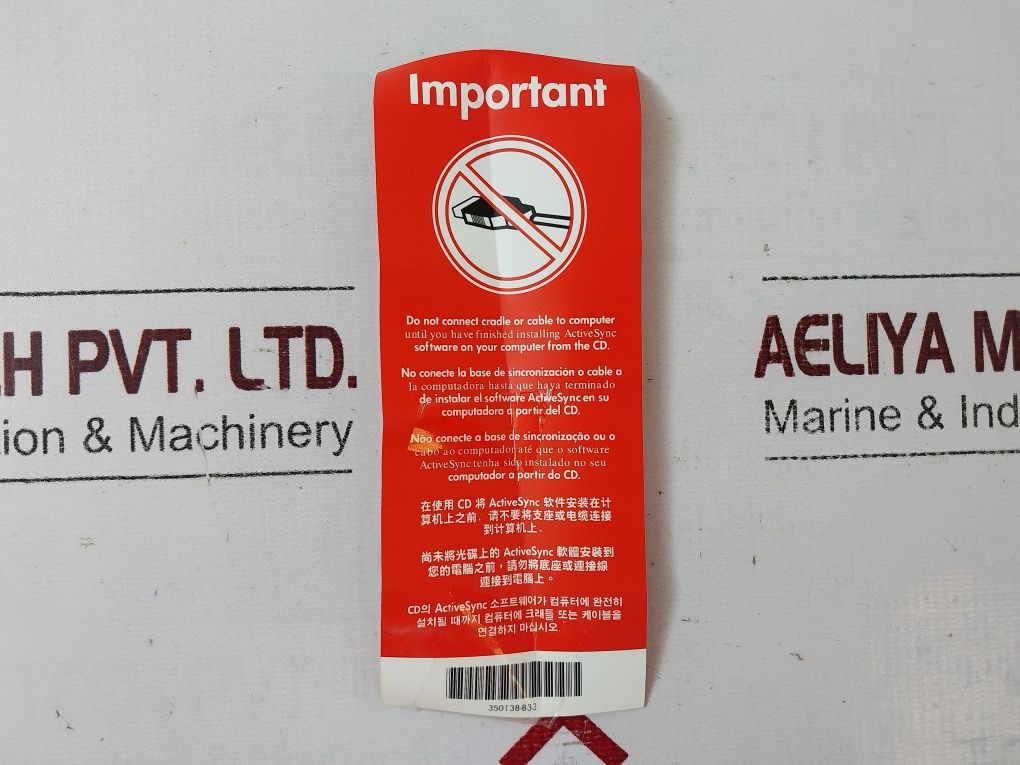 Important
Do not connect cradle or cable to computer
until you have finished installing ActiveSync
software on your computer from the CD.
No conecte la base de sincronización o cable a
la computadora hasta que haya terminado
de instalar el software ActiveSync en su
computadora a partir del CD.
Não conecte a base de sincronização ou o
cabo ao computador até que o software
ActiveSync tenha sido instalado no seu
computador a partir do CD.
在使用 CD 将 ActiveSync 软件安装在计
算机上之前, 请不要将支座或电缆连接
到计算机上.
尚未將光碟上的 ActiveSync 軟體安裝到
您的電腦之前，請勿將底座或連接線
連接到電腦上。
CD의 ActiveSync 소프트웨어가 컴퓨터에 완전히
설치될 때까지 컴퓨터에 크래들 또는 케이블을
연결하지 마십시오.
350138-833
H PVT. LTD.
tion & Machinery
AELIYA M
Marine & Ind